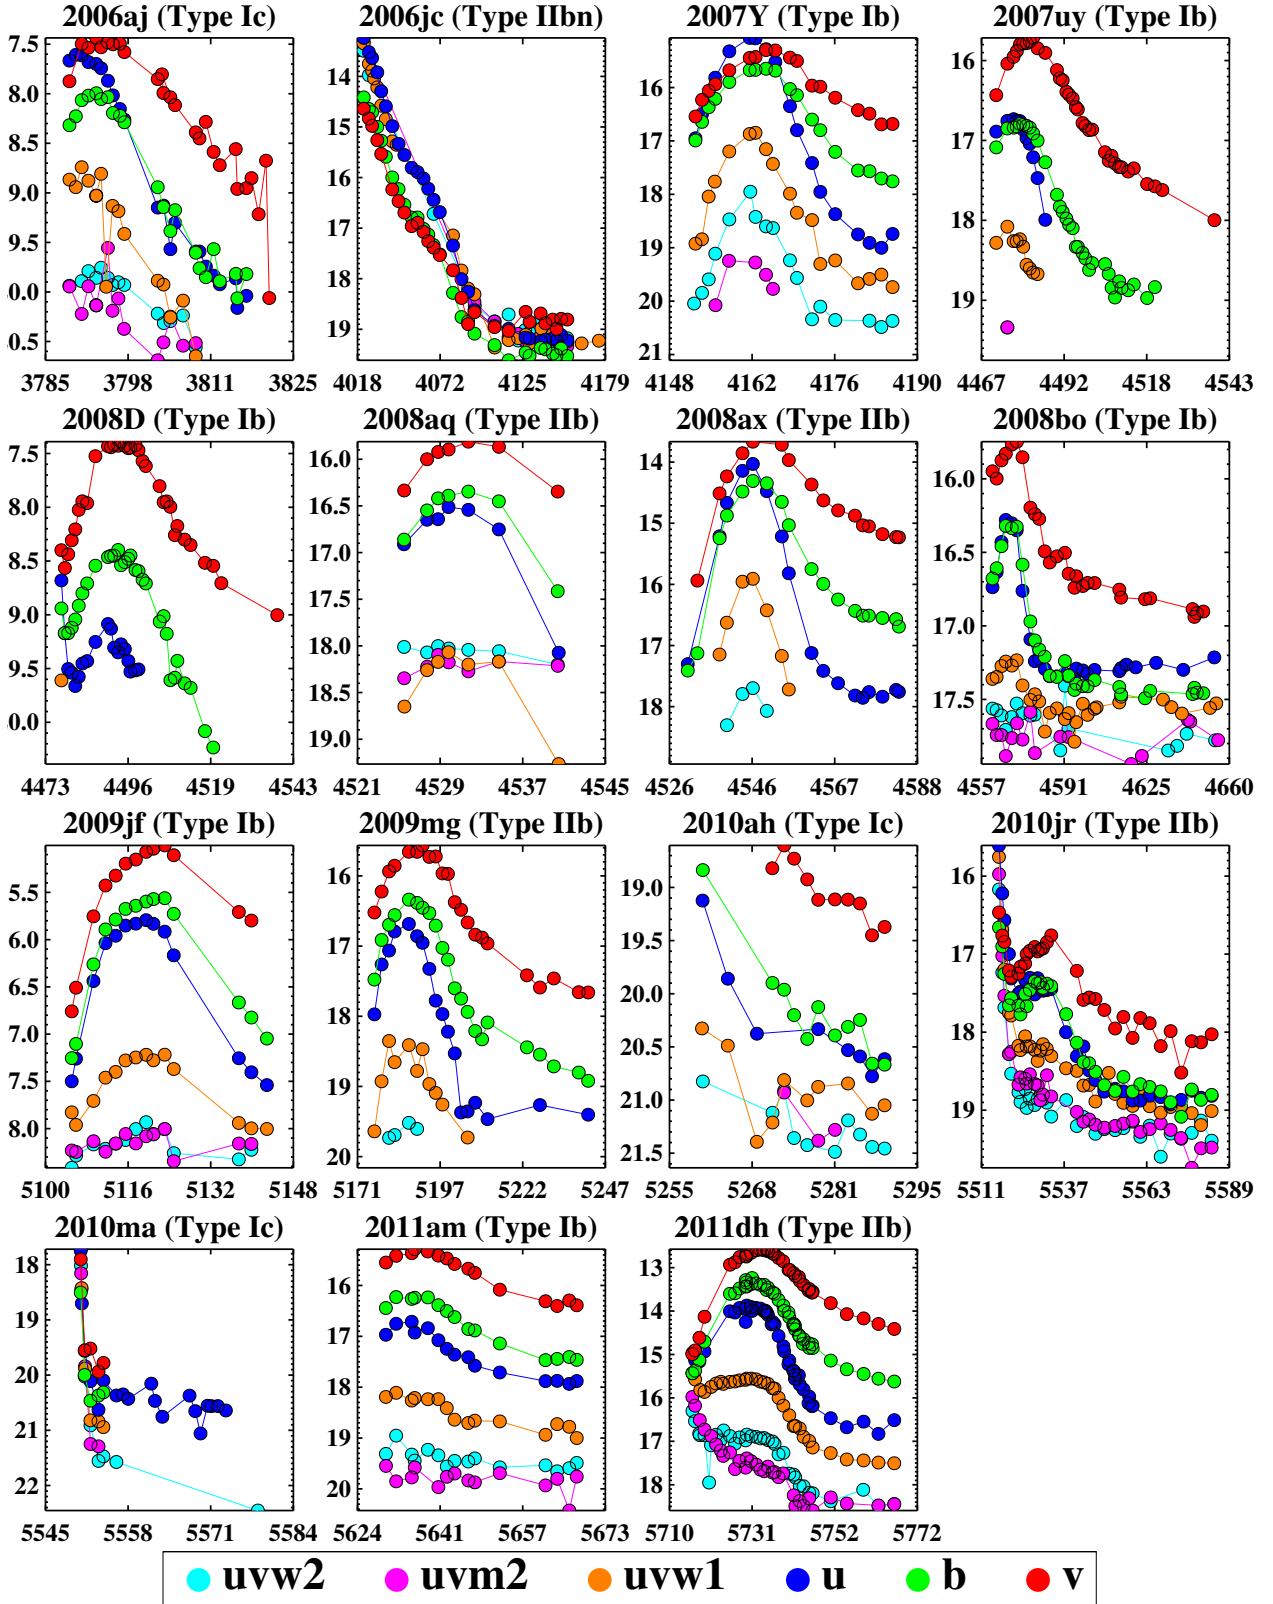 2006aj (Type Ic) 2006jc (Type IIbn) 2007Y (Type Ib) 2007uy (Type Ib)
7.5 8.0 8.5 9.0 9.5 0.0 0.5
14 15 16 17 18 19
16 17 18 19 20 21
16 17 18 19
3785 3798 3811 3825 4018 4072 4125 4179 4148 4162 4176 4190 4467 4492 4518 4543
2008D (Type Ib) 2008aq (Type IIb) 2008ax (Type IIb) 2008bo (Type Ib)
7.5 8.0 8.5 9.0 9.5 0.0
16.0 16.5 17.0 17.5 18.0 18.5 19.0
14 15 16 17 18
16.0 16.5 17.0 17.5
4473 4496 4519 4543 4521 4529 4537 4545 4526 4546 4567 4588 4557 4591 4625 4660
2009jf (Type Ib) 2009mg (Type IIb) 2010ah (Type Ic) 2010jr (Type IIb)
5.5 6.0 6.5 7.0 7.5 8.0
16 17 18 19 20
19.0 19.5 20.0 20.5 21.0 21.5
16 17 18 19
5100 5116 5132 5148 5171 5197 5222 5247 5255 5268 5281 5295 5511 5537 5563 5589
2010ma (Type Ic) 2011am (Type Ib) 2011dh (Type IIb)
18 19 20 21 22
15 16 17 18 19 20
13 14 15 16 17 18
5545 5558 5571 5584 5624 5641 5657 5673 5710 5731 5752 5772
uvw2 uvm2 uvw1 u b v